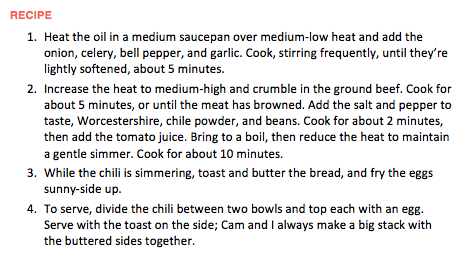 RECIPE
1. Heat the oil in a medium saucepan over medium-low heat and add the
onion, celery, bell pepper, and garlic. Cook, stirring frequently, until they're
lightly softened, about 5 minutes.
2. Increase the heat to medium-high and crumble in the ground beef. Cook for
about 5 minutes, or until the meat has browned. Add the salt and pepper to
taste, Worcestershire, chile powder, and beans. Cook for about 2 minutes,
then add the tomato juice. Bring to a boil, then reduce the heat to maintain
a gentle simmer. Cook for about 10 minutes.
3. While the chili is simmering, toast and butter the bread, and fry the eggs
sunny-side up.
4. To serve, divide the chili between two bowls and top each with an egg.
Serve with the toast on the side; Cam and I always make a big stack with
the buttered sides together.